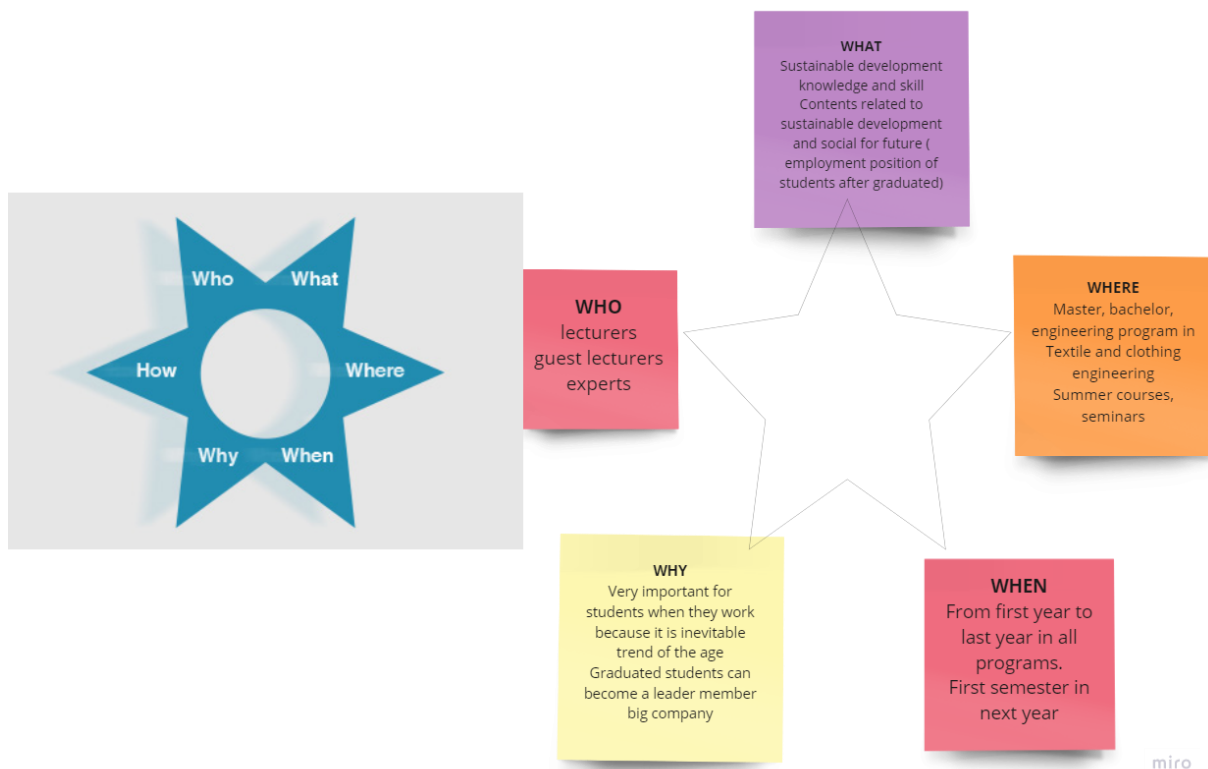 Who
What
How
Where
Why
When
WHAT
Sustainable development
knowledge and skill
Contents related to
sustainable development
and social for future (
employment position of
students after graduated)
WHO
lecturers
guest lecturers
experts
WHERE
Master, bachelor,
engineering program in
Textile and clothing
engineering
Summer courses,
seminars
WHY
Very important for
students when they work
because it is inevitable
trend of the age
Graduated students can
become a leader member
big company
WHEN
From first year to
last year in all
programs.
First semester in
next year
miro